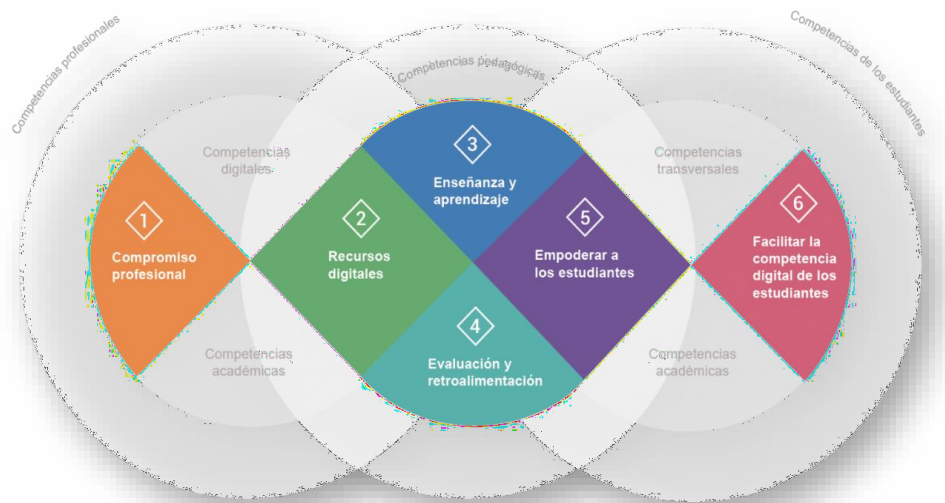 Competencias profesionales
Competencias pedagógicas
Competencias de los estudiantes
Competencias
digitales
Competencias
transversales
1
Compromiso
profesional
2
Recursos
digitales
3
Enseñanza y
aprendizaje
4
Evaluación y
retroalimentación
5
Empoderar a
los estudiantes
6
Facilitar la
competencia
digital de los
estudiantes
Competencias
académicas
Competencias
académicas